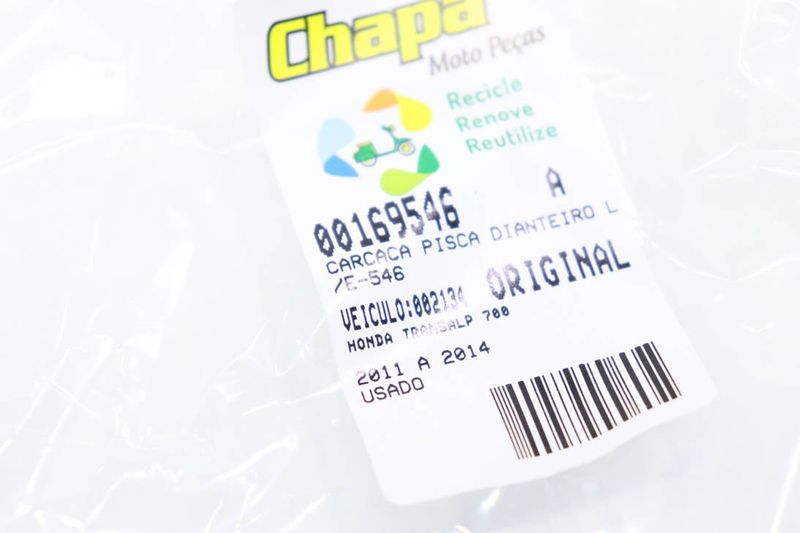 Chapa
Moto Peças
Recicle
Renove
Reutilize
00169546 A
CARCACA PISCA DIANTEIRO L
/E-546
VEICULO:002134 ORIGINAL
HONDA TRANSALP 700
2011 A 2014
USADO